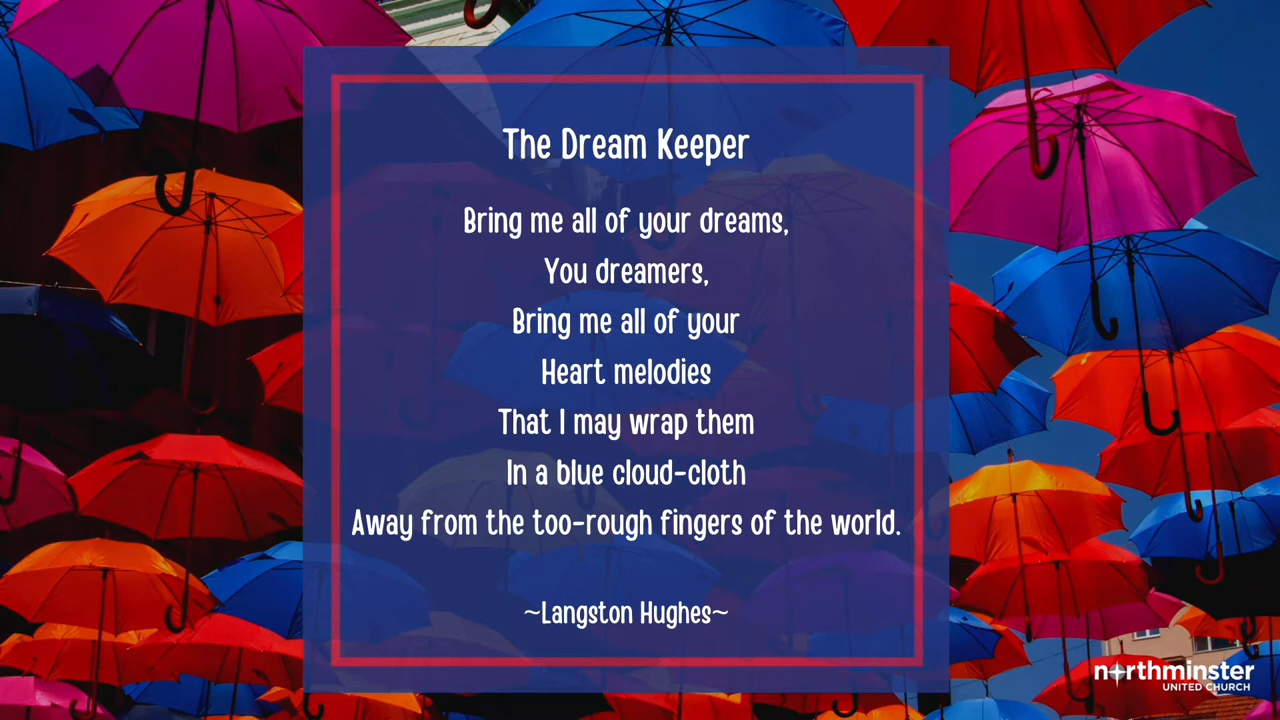 The Dream Keeper
Bring me all of your dreams,
You dreamers,
Bring me all of your
Heart melodies
That I may wrap them
In a blue cloud-cloth
Away from the too-rough fingers of the world.
~Langston Hughes~
northminster
UNITED CHURCH